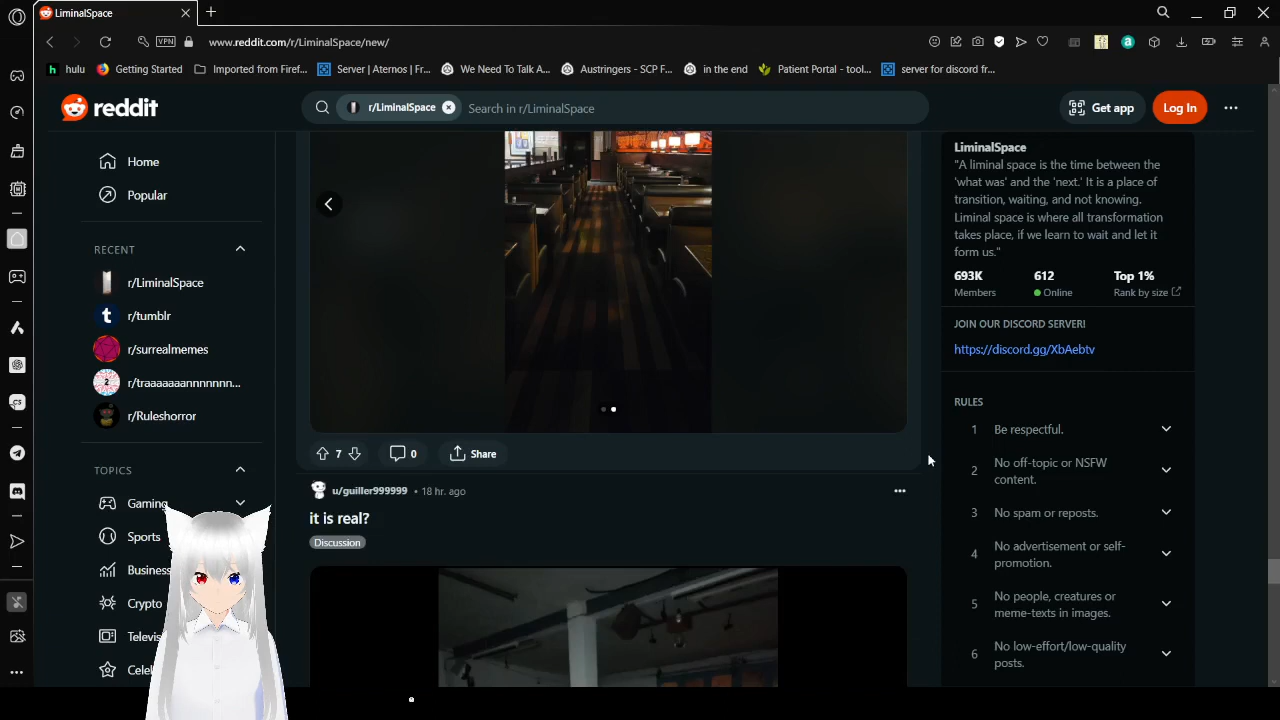 LiminalSpace
www.reddit.com/r/LiminalSpace/new/
VPN
hulu
Getting Started
Imported from Firef...
Server | Aternos | Fr...
We Need To Talk A...
Austringers - SCP F...
in the end
Patient Portal - tool...
server for discord fr...
reddit
r/LiminalSpace
Search in r/LiminalSpace
Get app
Log In
Home
Popular
RECENT
r/LiminalSpace
r/tumblr
r/surrealmemes
r/traaaaaaannnnnnn...
r/Ruleshorror
TOPICS
Gaming
Sports
Business
Crypto
Televis
Celeb
7
0
Share
u/guiller999999 • 18 hr. ago
it is real?
Discussion
LiminalSpace
"A liminal space is the time between the
'what was' and the 'next.' It is a place of
transition, waiting, and not knowing.
Liminal space is where all transformation
takes place, if we learn to wait and let it
form us."
693K 612 Top 1%
Members Online Rank by size
JOIN OUR DISCORD SERVER!
https://discord.gg/XbAebtv
RULES
1 Be respectful.
2 No off-topic or NSFW
content.
3 No spam or reposts.
4 No advertisement or self-
promotion.
5 No people, creatures or
meme-texts in images.
6 No low-effort/low-quality
posts.